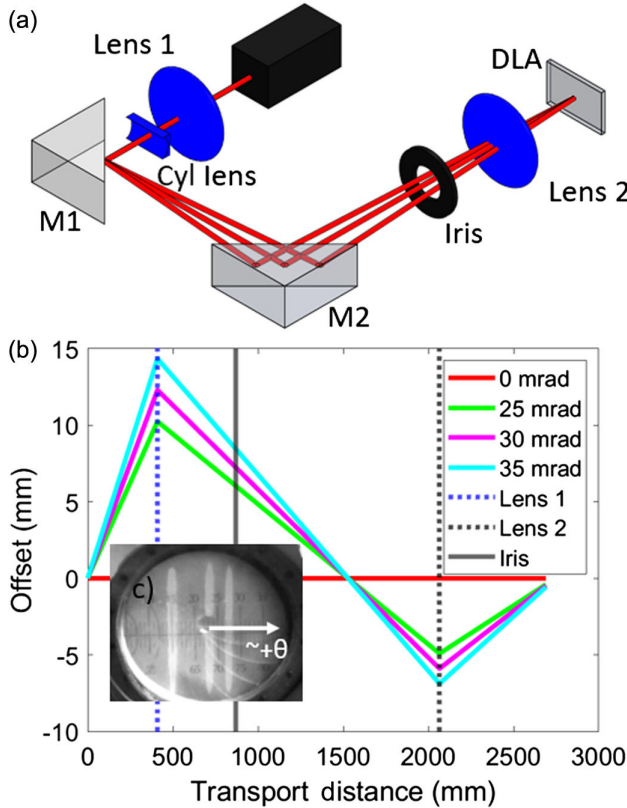 (a)
Lens 1
DLA
Cyl lens
M1
Lens 2
Iris
M2
(b)
15
10
5
0
-5
-10
Offset (mm)
0 mrad
25 mrad
30 mrad
35 mrad
Lens 1
Lens 2
Iris
c)
~+θ
0 500 1000 1500 2000 2500 3000
Transport distance (mm)